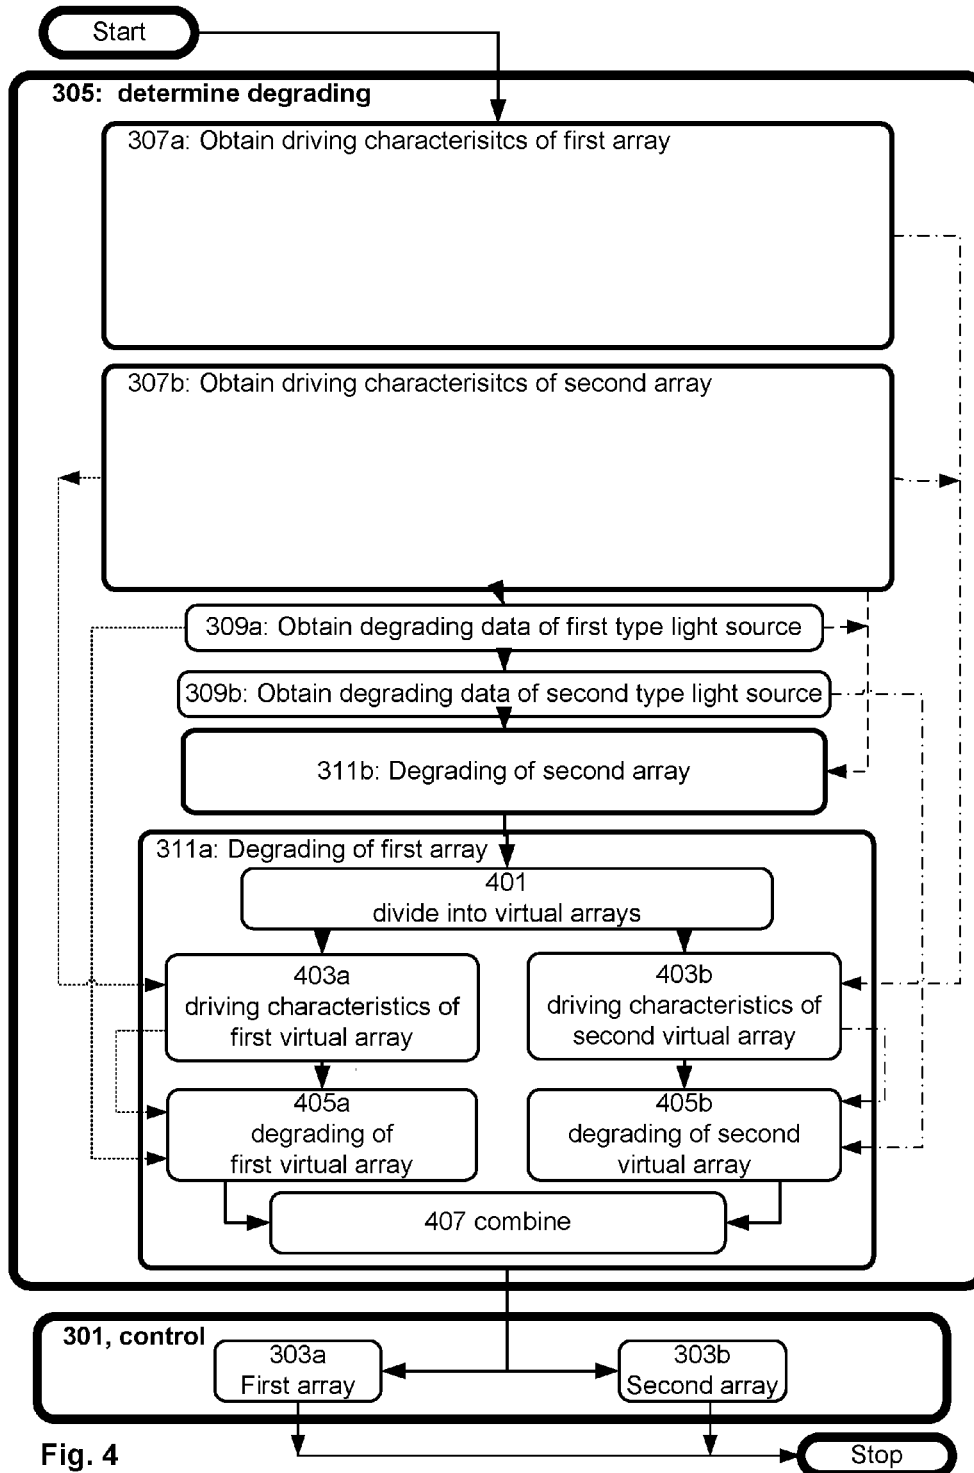 Start
305: determine degrading
307a: Obtain driving characterisitcs of first array
307b: Obtain driving characterisitcs of second array
309a: Obtain degrading data of first type light source
309b: Obtain degrading data of second type light source
311b: Degrading of second array
311a: Degrading of first array
401
divide into virtual arrays
403a
driving characteristics of
first virtual array
403b
driving characteristics of
second virtual array
405a
degrading of
first virtual array
405b
degrading of second
virtual array
407 combine
301, control
303a
First array
303b
Second array
Fig. 4
Stop